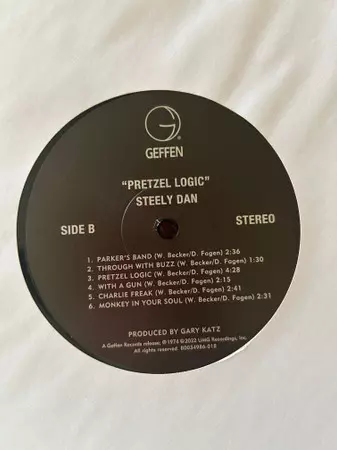 GEFFEN
"PRETZEL LOGIC"
STEELY DAN
SIDE B
STEREO
1. PARKER'S BAND (W. Becker/D. Fagen) 2:36
2. THROUGH WITH BUZZ (W. Becker/D. Fagen) 1:30
3. PRETZEL LOGIC (W. Becker/D. Fagen) 4:28
4. WITH A GUN (W. Becker/D. Fagen) 2:15
5. CHARLIE FREAK (W. Becker/D. Fagen) 2:41
6. MONKEY IN YOUR SOUL (W. Becker/D. Fagen) 2:31
PRODUCED BY GARY KATZ
A Geffen Records release; ℗ 1974 © 2022 UMG Recordings, Inc.
All rights reserved. B0034986-01B